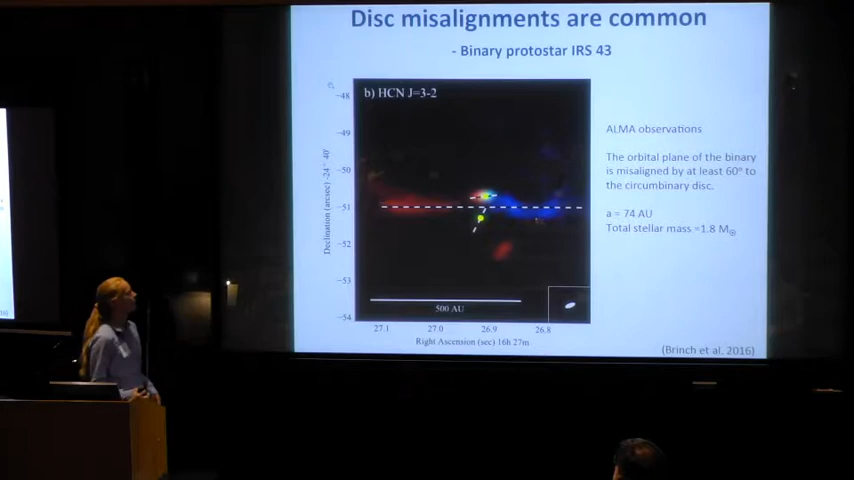 Disc misalignments are common
- Binary protostar IRS 43
b) HCN J=3-2
-48
-49
-50
-51
-52
-53
-54
Declination (arcsec) -24° 40'
500 AU
27.1 27.0 26.9 26.8
Right Ascension (sec) 16h 27m
ALMA observations
The orbital plane of the binary
is misaligned by at least 60° to
the circumbinary disc.
a = 74 AU
Total stellar mass =1.8 M☉
(Brinch et al. 2016)